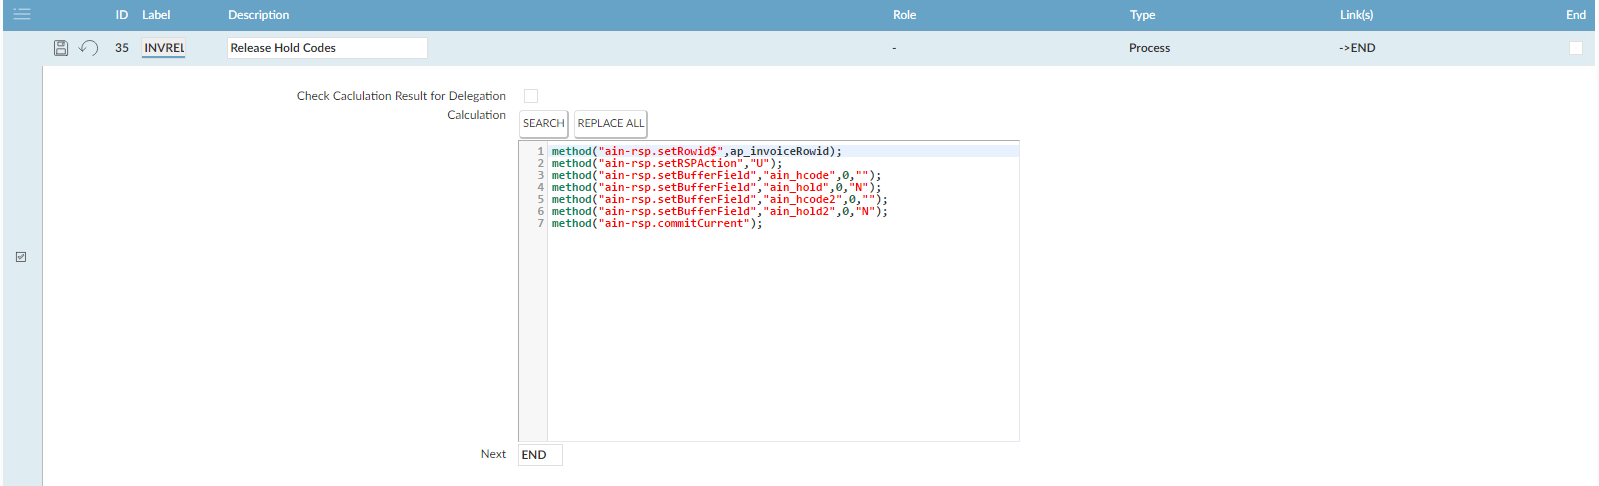 ID Label Description Role Type Link(s) End
35 INVREL Release Hold Codes - Process ->END
Check Caclulation Result for Delegation
Calculation
SEARCH REPLACE ALL
1 method("ain-rsp.setRowid$",ap_invoiceRowid);
2 method("ain-rsp.setRSPAction","U");
3 method("ain-rsp.setBufferField","ain_hcode",0,"");
4 method("ain-rsp.setBufferField","ain_hold",0,"N");
5 method("ain-rsp.setBufferField","ain_hcode2",0,"");
6 method("ain-rsp.setBufferField","ain_hold2",0,"N");
7 method("ain-rsp.commitCurrent");
Next END